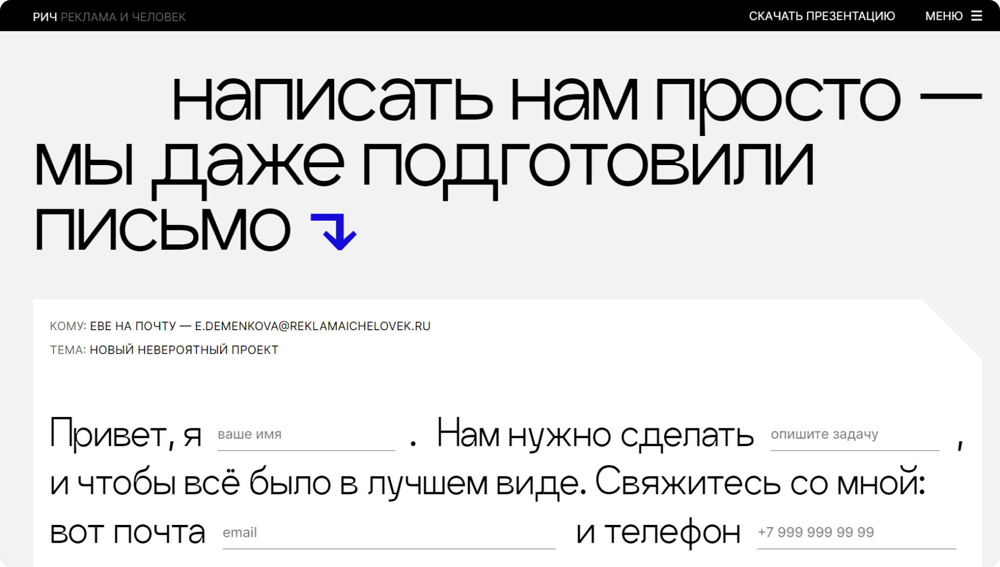 РИЧ РЕКЛАМА И ЧЕЛОВЕК
СКАЧАТЬ ПРЕЗЕНТАЦИЮ
МЕНЮ
написать нам просто —
мы даже подготовили
письмо
КОМУ: ЕВЕ НА ПОЧТУ — E.DEMENKOVA@REKLAMAICHELOVEK.RU
ТЕМА: НОВЫЙ НЕВЕРОЯТНЫЙ ПРОЕКТ
Привет, я ваше имя . Нам нужно сделать опишите задачу ,
и чтобы всё было в лучшем виде. Свяжитесь со мной:
вот почта email и телефон +7 999 999 99 99